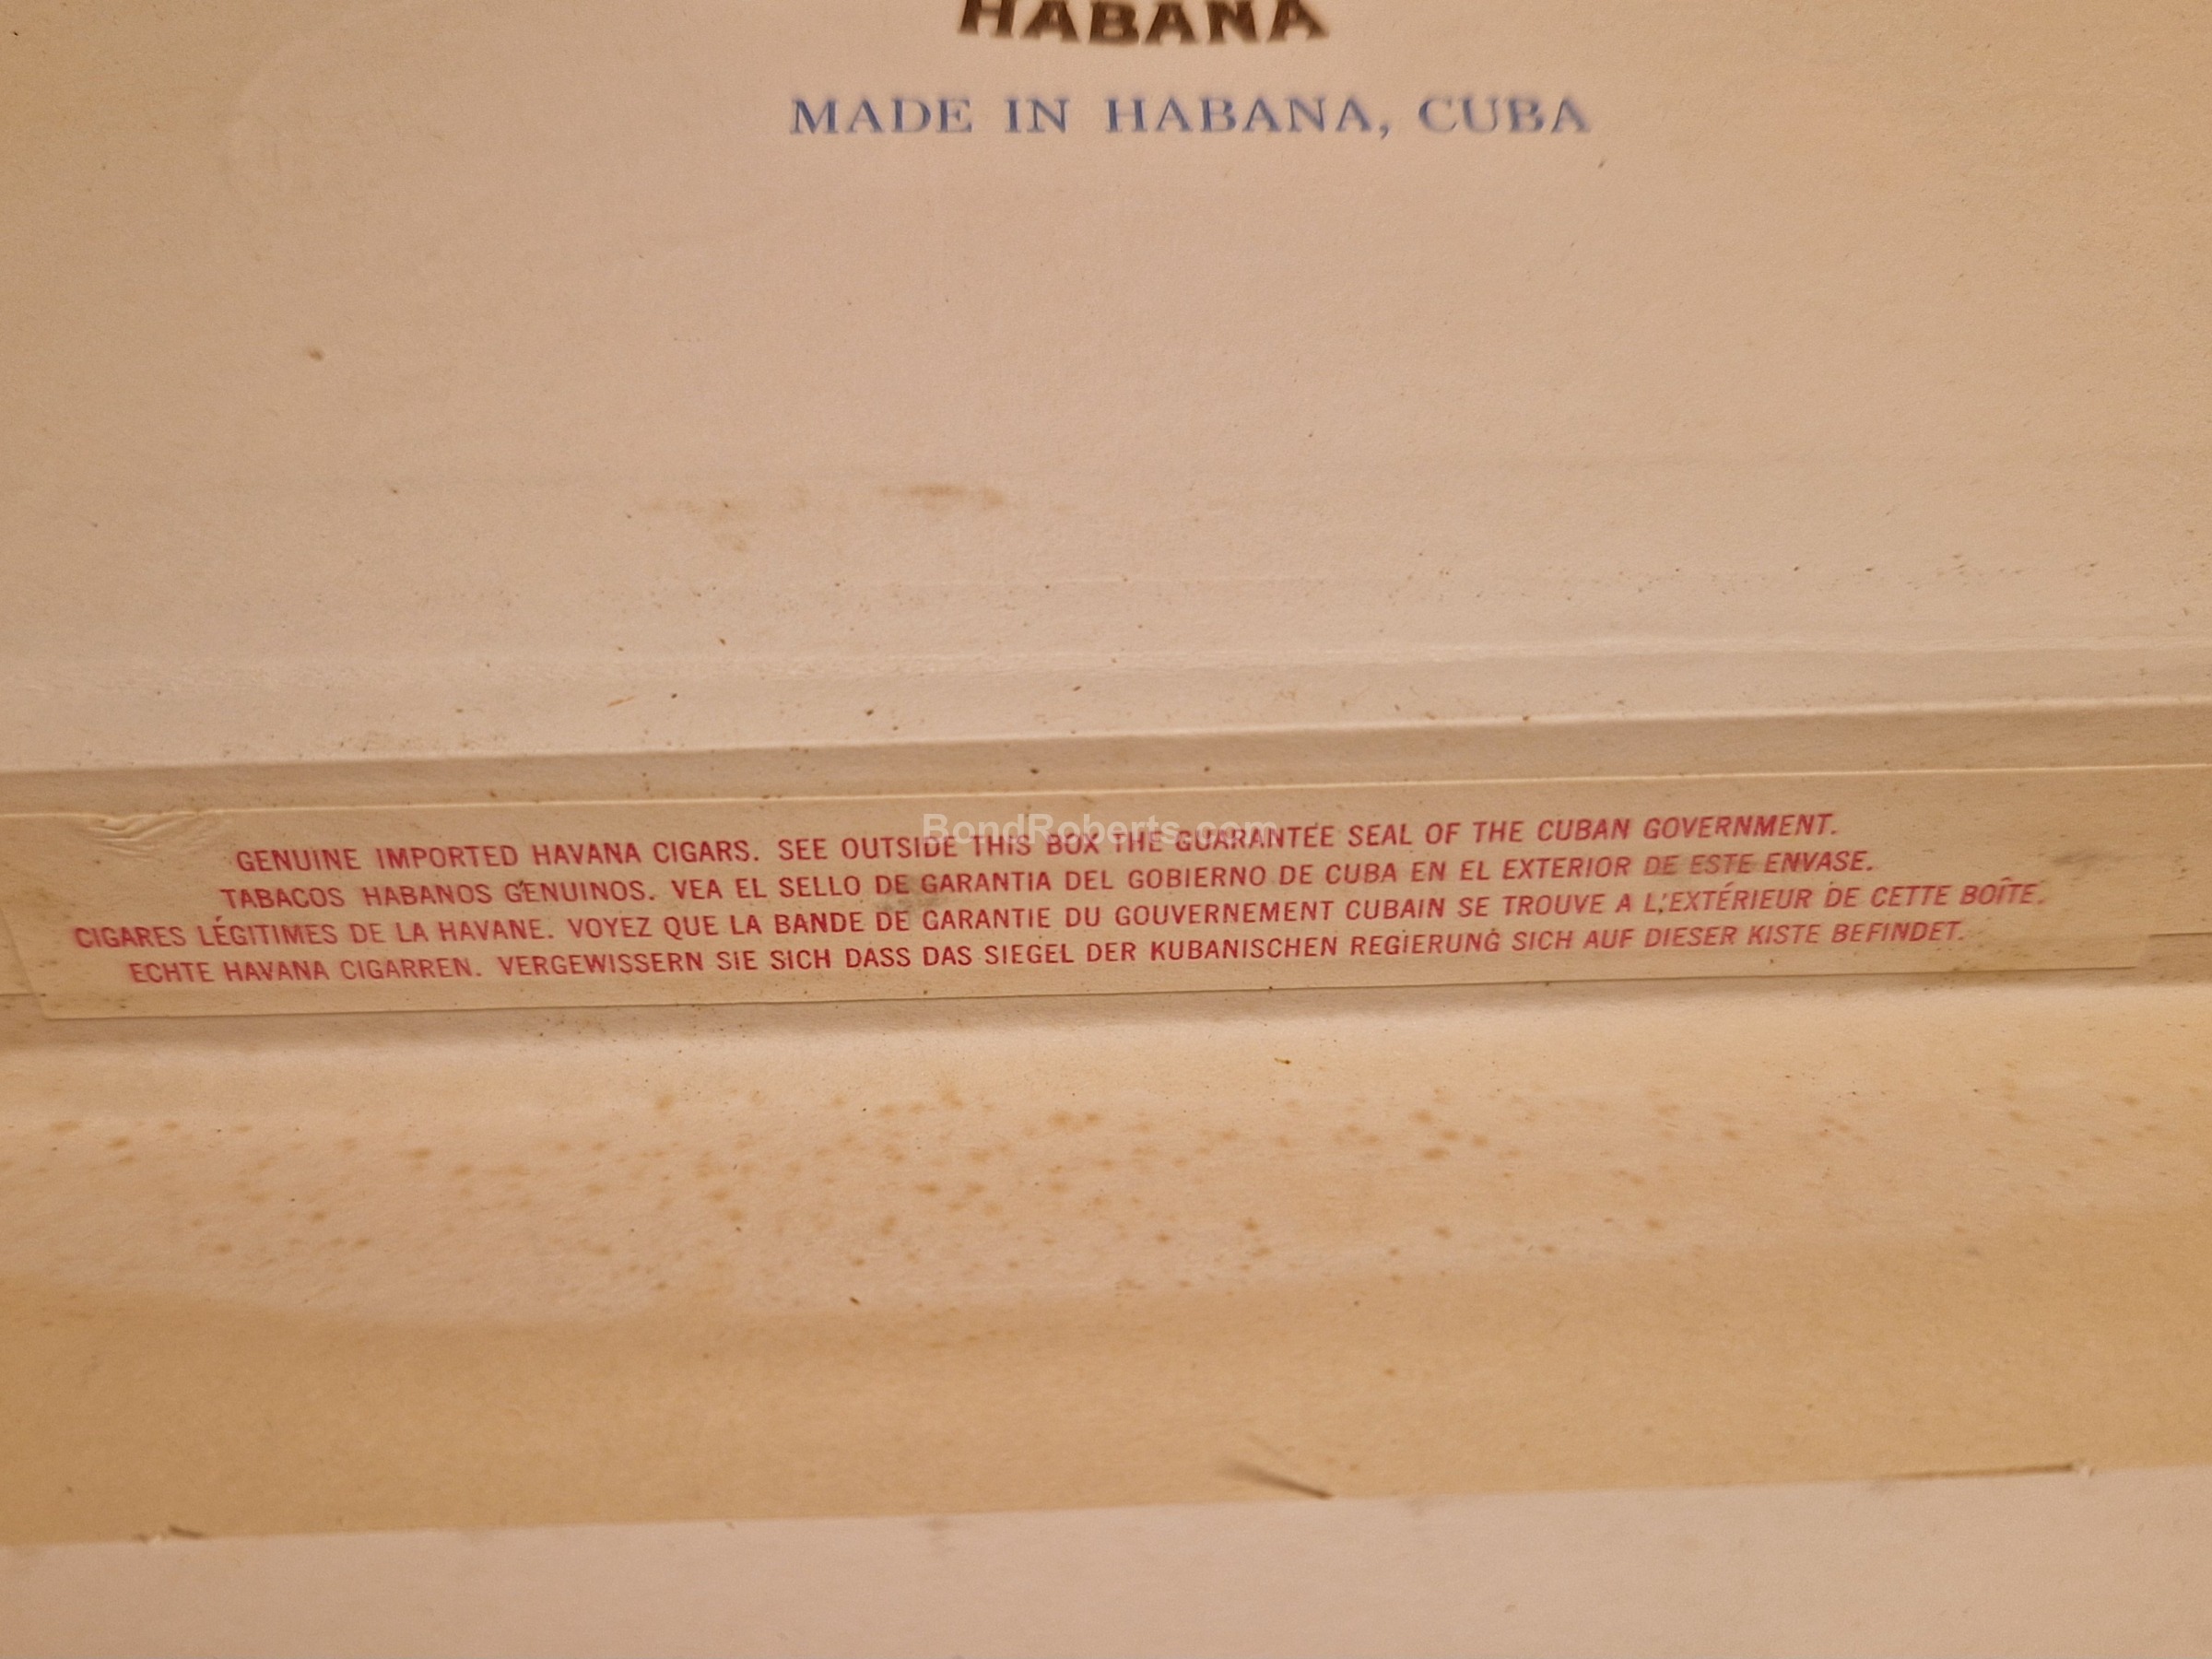 HABANA
MADE IN HABANA, CUBA
BondRoberts.com
GENUINE IMPORTED HAVANA CIGARS. SEE OUTSIDE THIS BOX THE GUARANTEE SEAL OF THE CUBAN GOVERNMENT.
TABACOS HABANOS GENUINOS. VEA EL SELLO DE GARANTIA DEL GOBIERNO DE CUBA EN EL EXTERIOR DE ESTE ENVASE.
CIGARES LÉGITIMES DE LA HAVANE. VOYEZ QUE LA BANDE DE GARANTIE DU GOUVERNEMENT CUBAIN SE TROUVE A L'EXTÉRIEUR DE CETTE BOÎTE.
ECHTE HAVANA CIGARREN. VERGEWISSERN SIE SICH DASS DAS SIEGEL DER KUBANISCHEN REGIERUNG SICH AUF DIESER KISTE BEFINDET.